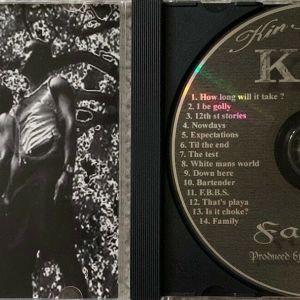 Kin
K
1. How long will it take ?
2. I be golly
3. 12th st stories
4. Nowdays
5. Expectations
6. Til the end
7. The test
8. White mans world
9. Down here
10. Bartender
11. F.B.B.S.
12. That's playa
13. Is it choke?
14. Family
Fa
Produced by